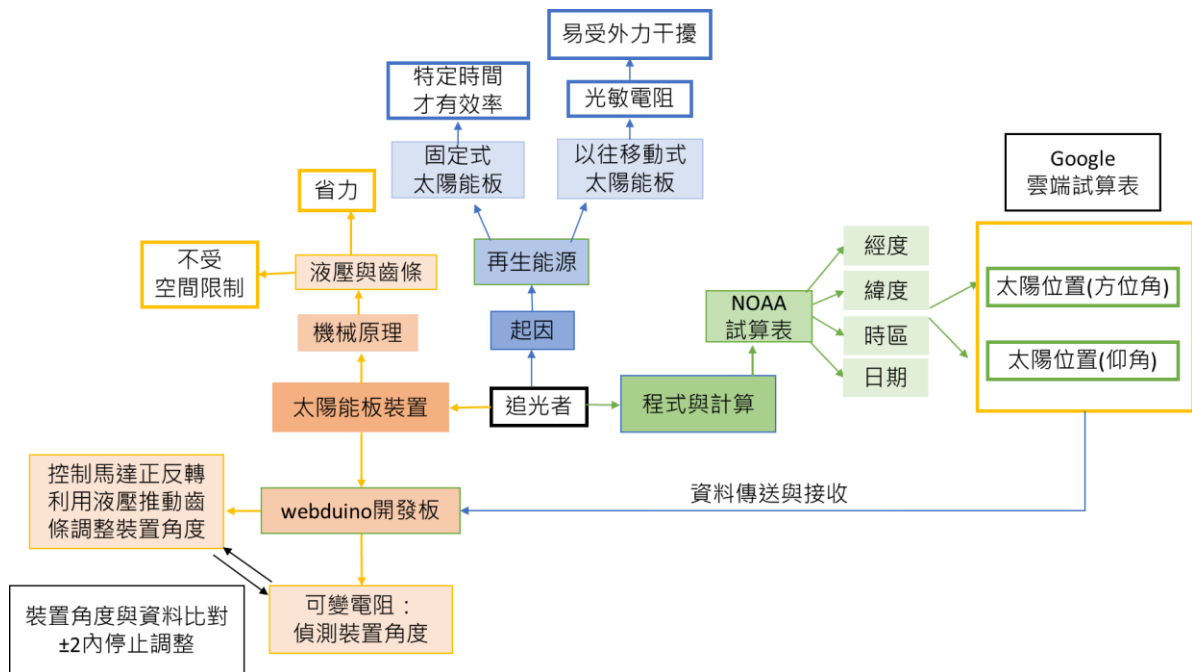 易受外力干擾
特定時間
才有效率
光敏電阻
固定式
太陽能板
以往移動式
太陽能板
Google
雲端試算表
省力
不受
空間限制
液壓與齒條
再生能源
經度
緯度
時區
日期
NOAA
試算表
太陽位置(方位角)
太陽位置(仰角)
機械原理
起因
太陽能板裝置
追光者
程式與計算
控制馬達正反轉
利用液壓推動齒
條調整裝置角度
webduino開發板
資料傳送與接收
裝置角度與資料比對
±2內停止調整
可變電阻：
偵測裝置角度